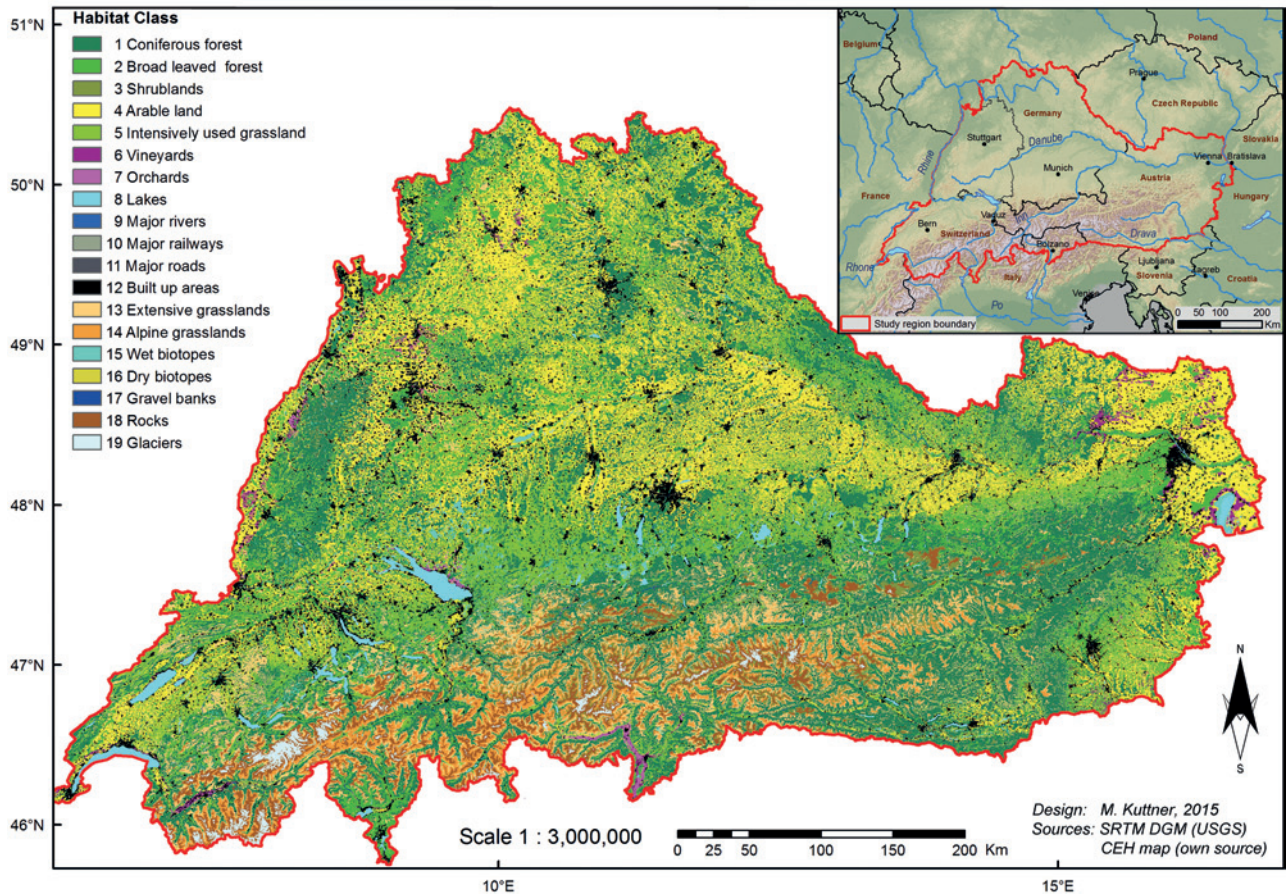 Habitat Class
1 Coniferous forest
2 Broad leaved forest
3 Shrublands
4 Arable land
5 Intensively used grassland
6 Vineyards
7 Orchards
8 Lakes
9 Major rivers
10 Major railways
11 Major roads
12 Built up areas
13 Extensive grasslands
14 Alpine grasslands
15 Wet biotopes
16 Dry biotopes
17 Gravel banks
18 Rocks
19 Glaciers
51°N
50°N
49°N
48°N
47°N
46°N
10°E
15°E
Belgium
Poland
Prague
Czech Republic
Germany
Slovakia
Stuttgart
Danube
Rhine
Munich
Vienna
Bratislava
Austria
France
Hungary
Bern
Vaduz
Inn
Switzerland
Drava
Bolzano
Rhone
Italy
Ljubljana
Slovenia
Zagreb
Croatia
Po
Venice
Study region boundary
0 50 100 200
Km
N
S
Scale 1 : 3,000,000
0 25 50 100 150 200 Km
Design: M. Kuttner, 2015
Sources: SRTM DGM (USGS)
CEH map (own source)